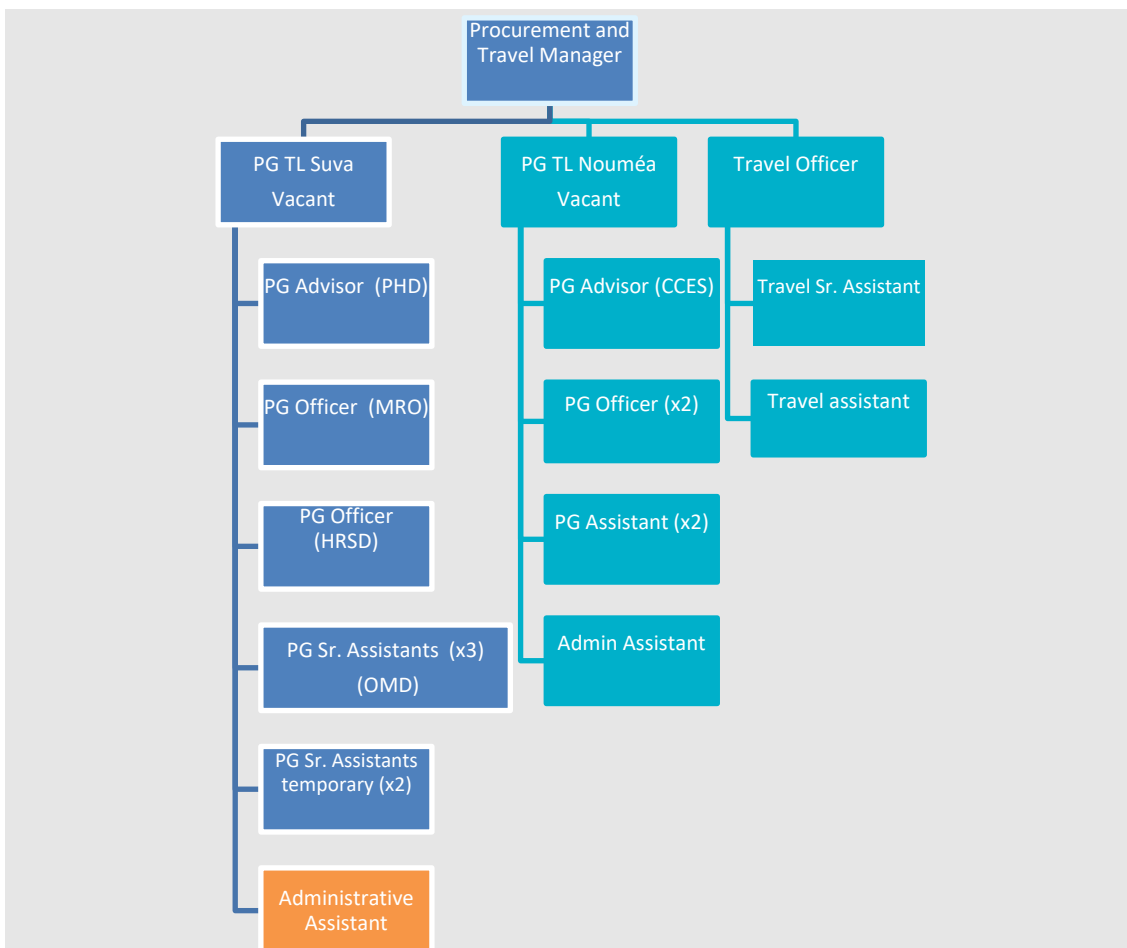 Procurement and
Travel Manager
PG TL Suva
Vacant
PG TL Nouméa
Vacant
Travel Officer
PG Advisor (PHD)
PG Officer (MRO)
PG Officer
(HRSD)
PG Sr. Assistants (x3)
(OMD)
PG Sr. Assistants
temporary (x2)
Administrative
Assistant
PG Advisor (CCES)
PG Officer (x2)
PG Assistant (x2)
Admin Assistant
Travel Sr. Assistant
Travel assistant